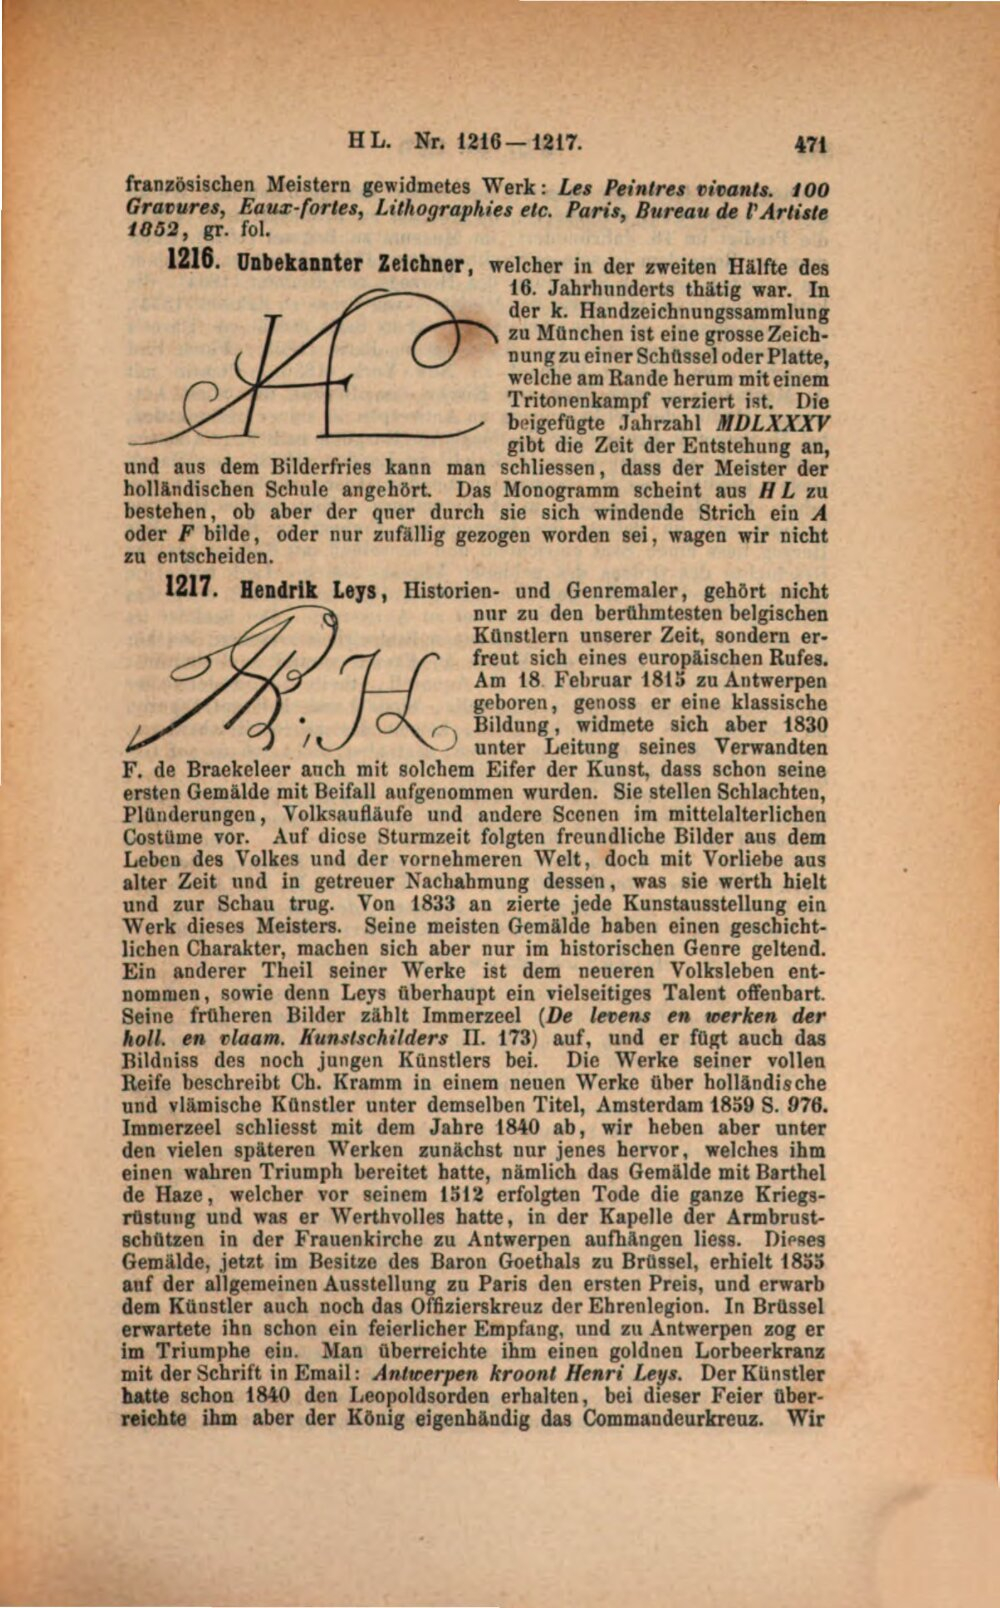 HL. Nr. 1216—1217. 471
französischen Meistern gewidmetes Werk: Les Peintres vivants. 100
Gravures, Eaux-fortes, Lithographies etc. Paris, Bureau de l'Artiste
1852, gr. fol.
1216. Unbekannter Zeichner, welcher in der zweiten Hälfte des
16. Jahrhunderts thätig war. In
der k. Handzeichnungssammlung
zu München ist eine grosse Zeich-
nung zu einer Schüssel oder Platte,
welche am Rande herum mit einem
Tritonenkampf verziert ist. Die
beigefügte Jahrzahl MDLXXXV
gibt die Zeit der Entstehung an,
und aus dem Bilderfries kann man schliessen, dass der Meister der
holländischen Schule angehört. Das Monogramm scheint aus HL zu
bestehen, ob aber der quer durch sie sich windende Strich ein A
oder F bilde, oder nur zufällig gezogen worden sei, wagen wir nicht
zu entscheiden.
1217. Hendrik Leys, Historien- und Genremaler, gehört nicht
nur zu den berühmtesten belgischen
Künstlern unserer Zeit, sondern er-
freut sich eines europäischen Rufes.
Am 18. Februar 1815 zu Antwerpen
geboren, genoss er eine klassische
Bildung, widmete sich aber 1830
unter Leitung seines Verwandten
F. de Braekeleer auch mit solchem Eifer der Kunst, dass schon seine
ersten Gemälde mit Beifall aufgenommen wurden. Sie stellen Schlachten,
Plünderungen, Volksaufläufe und andere Scenen im mittelalterlichen
Costüme vor. Auf diese Sturmzeit folgten freundliche Bilder aus dem
Leben des Volkes und der vornehmeren Welt, doch mit Vorliebe aus
alter Zeit und in getreuer Nachahmung dessen, was sie werth hielt
und zur Schau trug. Von 1833 an zierte jede Kunstausstellung ein
Werk dieses Meisters. Seine meisten Gemälde haben einen geschicht-
lichen Charakter, machen sich aber nur im historischen Genre geltend.
Ein anderer Theil seiner Werke ist dem neueren Volksleben ent-
nommen, sowie denn Leys überhaupt ein vielseitiges Talent offenbart.
Seine früheren Bilder zählt Immerzeel (De levens en werken der
holl. en vlaam. Kunstschilders II. 173) auf, und er fügt auch das
Bildniss des noch jungen Künstlers bei. Die Werke seiner vollen
Reife beschreibt Ch. Kramm in einem neuen Werke über holländische
und vlämische Künstler unter demselben Titel, Amsterdam 1859 S. 976.
Immerzeel schliesst mit dem Jahre 1840 ab, wir heben aber unter
den vielen späteren Werken zunächst nur jenes hervor, welches ihm
einen wahren Triumph bereitet hatte, nämlich das Gemälde mit Barthel
de Haze, welcher vor seinem 1512 erfolgten Tode die ganze Kriegs-
rüstung und was er Werthvolles hatte, in der Kapelle der Armbrust-
schützen in der Frauenkirche zu Antwerpen aufhängen liess. Dieses
Gemälde, jetzt im Besitze des Baron Goethals zu Brüssel, erhielt 1855
auf der allgemeinen Ausstellung zu Paris den ersten Preis, und erwarb
dem Künstler auch noch das Offizierskreuz der Ehrenlegion. In Brüssel
erwartete ihn schon ein feierlicher Empfang, und zu Antwerpen zog er
im Triumphe ein. Man überreichte ihm einen goldnen Lorbeerkranz
mit der Schrift in Email: Antwerpen kroont Henri Leys. Der Künstler
hatte schon 1840 den Leopoldsorden erhalten, bei dieser Feier über-
reichte ihm aber der König eigenhändig das Commandeurkreuz. Wir